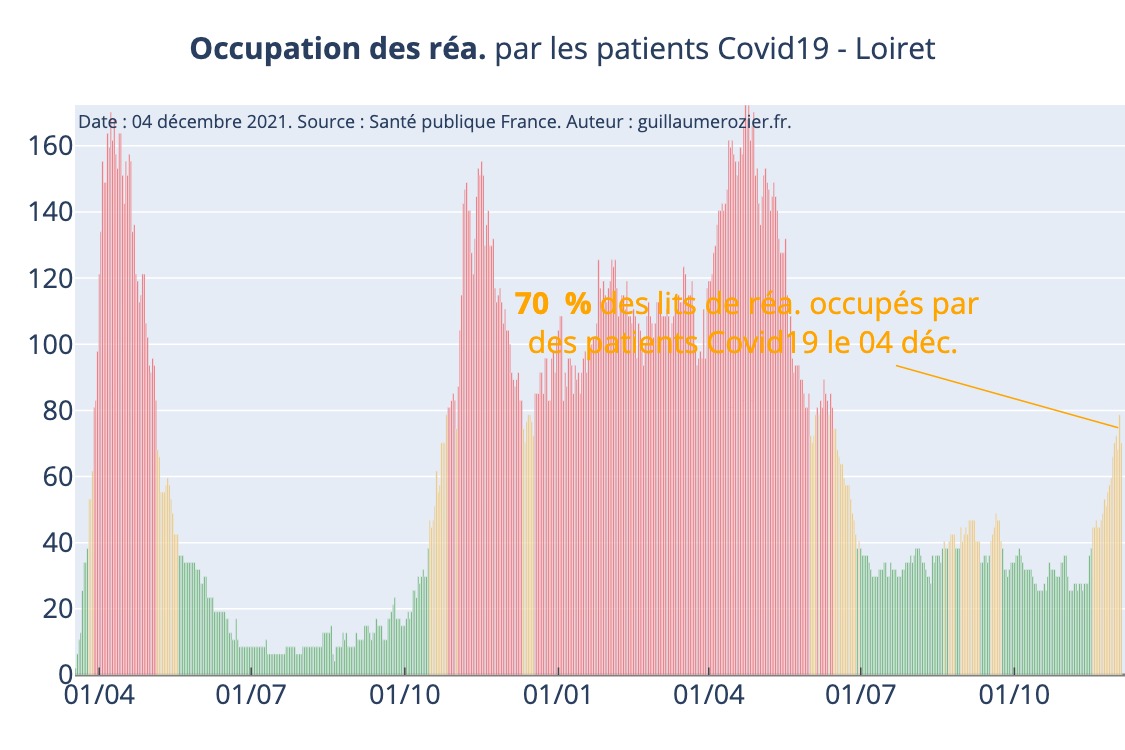 Occupation des réa. par les patients Covid19 - Loiret
Date : 04 décembre 2021. Source : Santé publique France. Auteur : guillaumerozier.fr.
160
140
120
70 % des lits de réa. occupés par
des patients Covid19 le 04 déc.
100
80
60
40
20
0
01/04 01/07 01/10 01/01 01/04 01/07 01/10